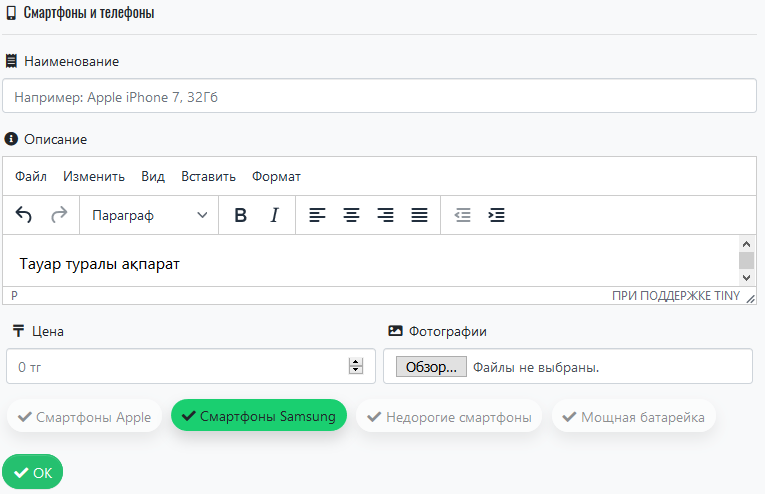 Смартфоны и телефоны
Наименование
Например: Apple iPhone 7, 32Гб
Описание
Файл Изменить Вид Вставить Формат
Параграф B I
Тауар туралы ақпарат
P ПРИ ПОДДЕРЖКЕ TINY
₸ Цена Фотографии
0 тг Обзор... Файлы не выбраны.
Смартфоны Apple Смартфоны Samsung Недорогие смартфоны Мощная батарейка
OK